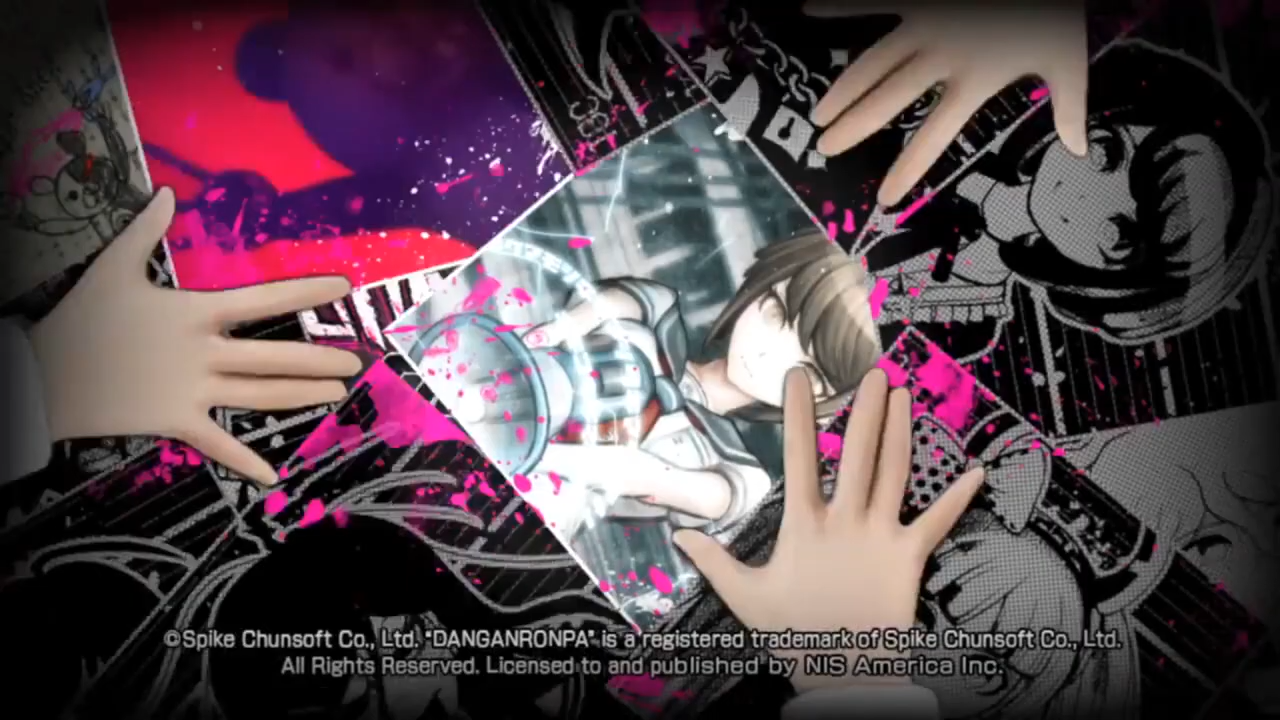 ©Spike Chunsoft Co., Ltd. "DANGANRONPA" is a registered trademark of Spike Chunsoft Co., Ltd.
All Rights Reserved. Licensed to and published by NIS America Inc.